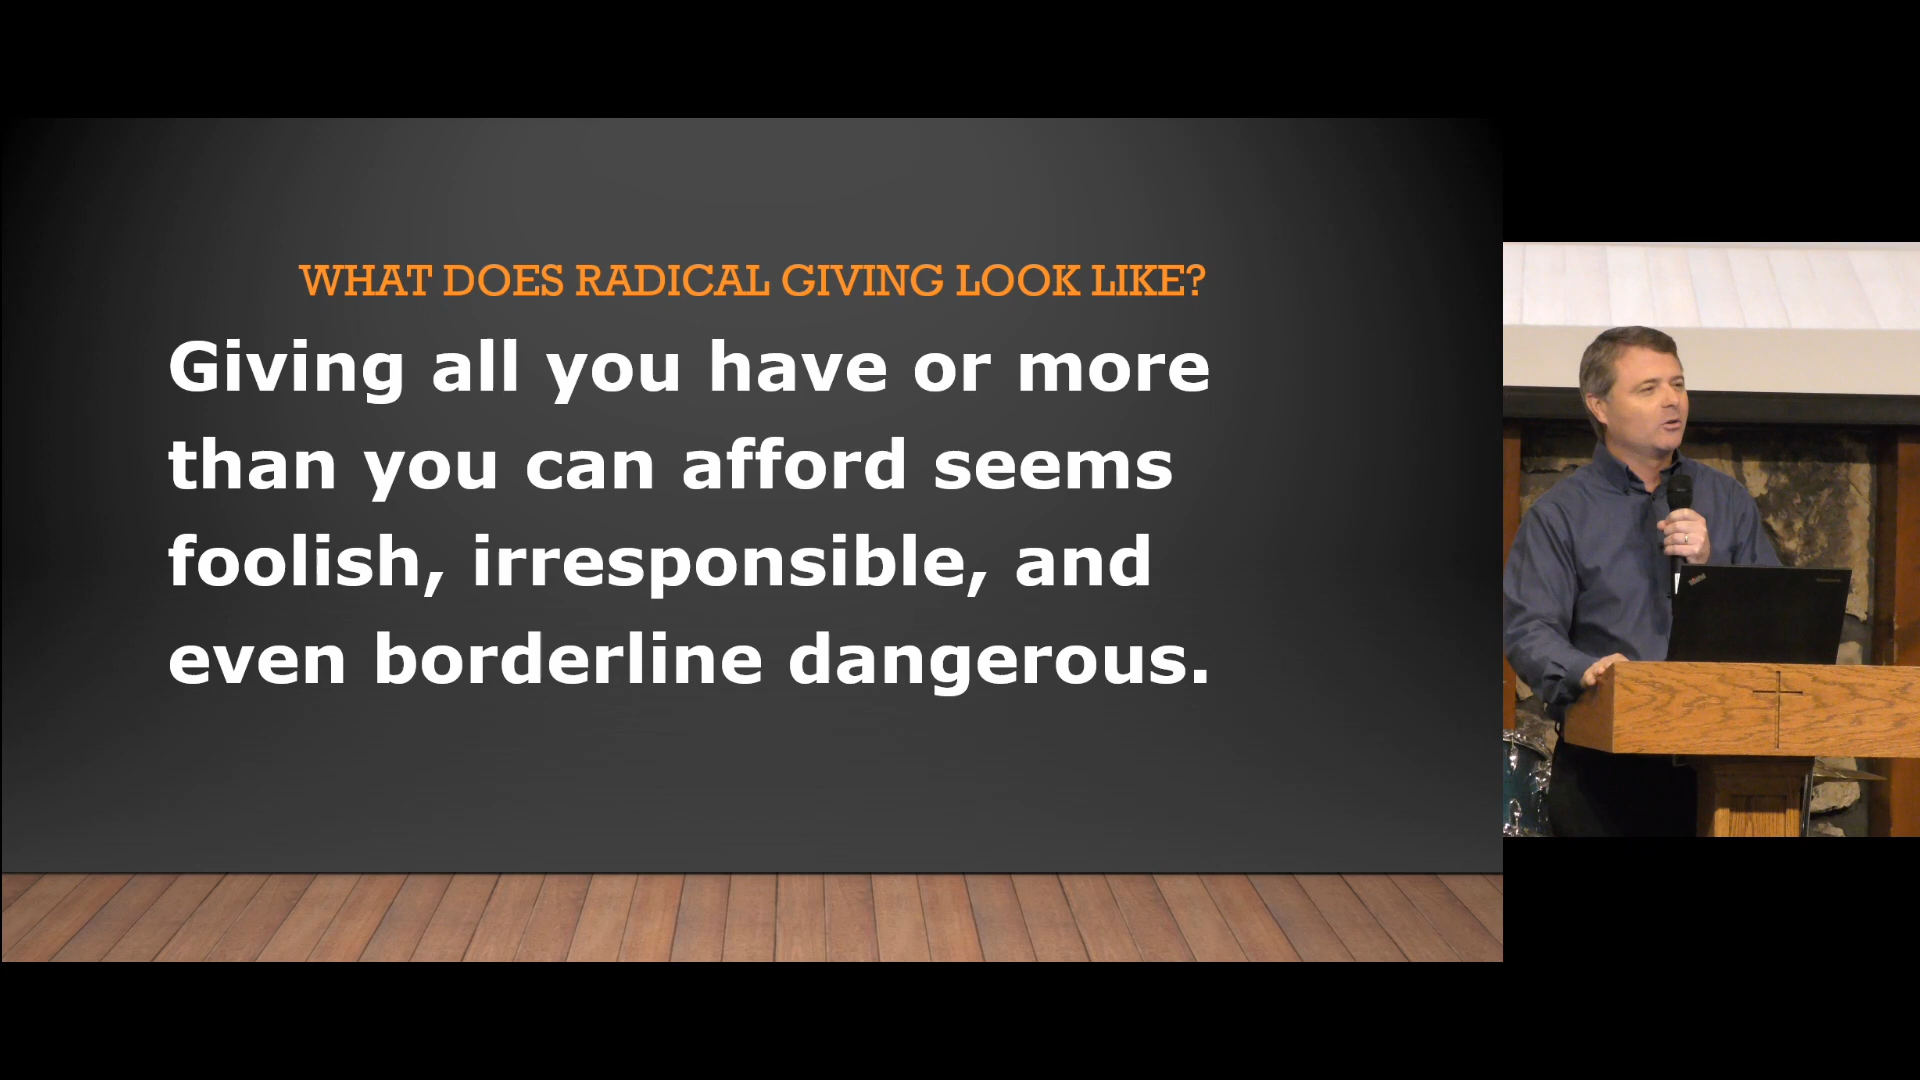 WHAT DOES RADICAL GIVING LOOK LIKE?
Giving all you have or more
than you can afford seems
foolish, irresponsible, and
even borderline dangerous.